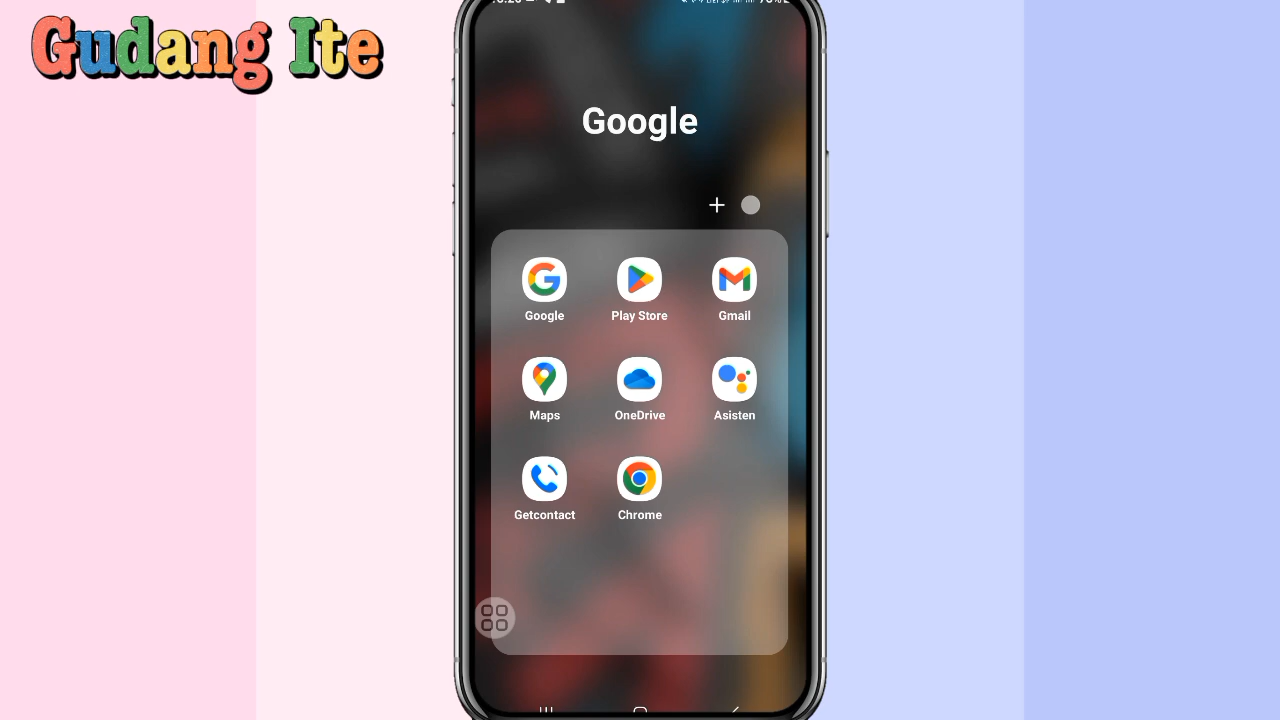 Gudang Ite
Google
Google
Play Store
Gmail
Maps
OneDrive
Asisten
Getcontact
Chrome